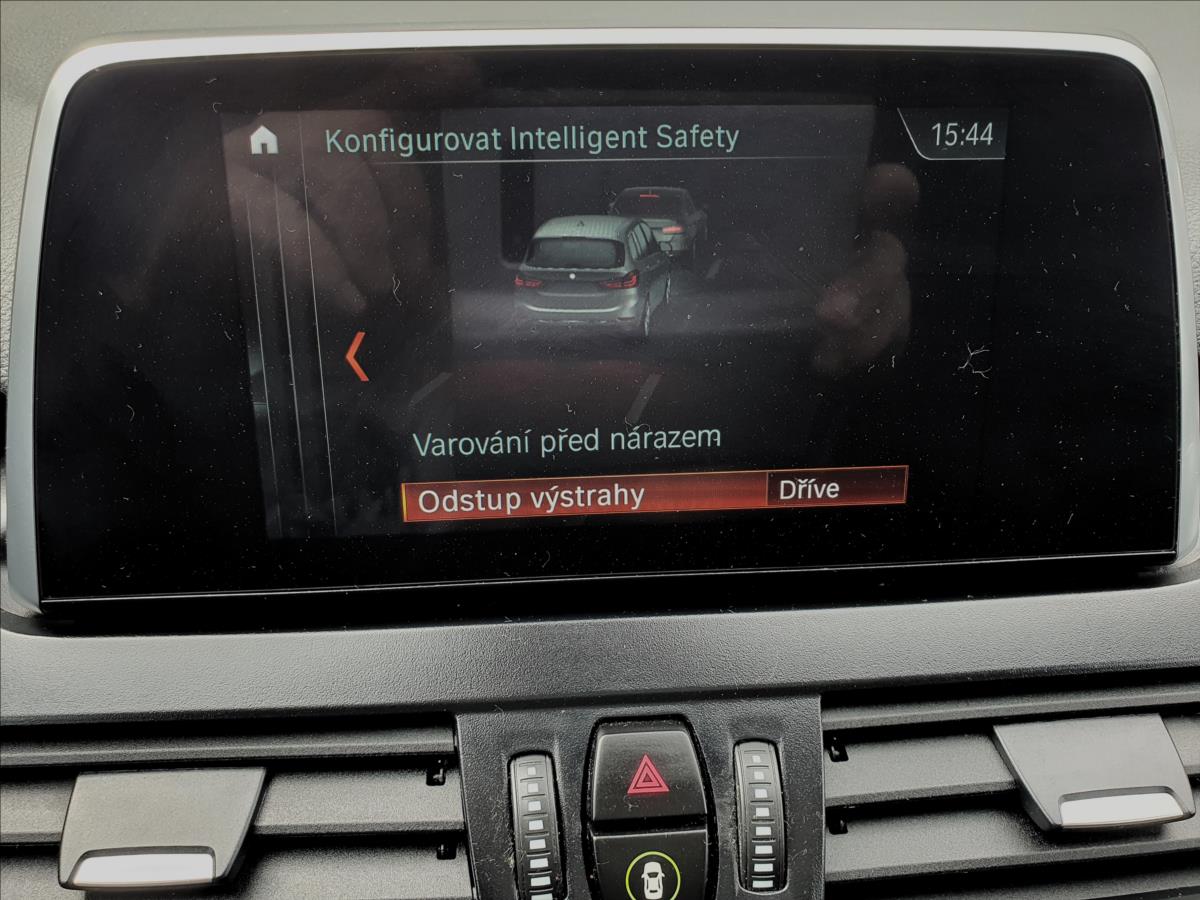 Konfigurovat Intelligent Safety
15:44
Varování před nárazem
Odstup výstrahy Dříve